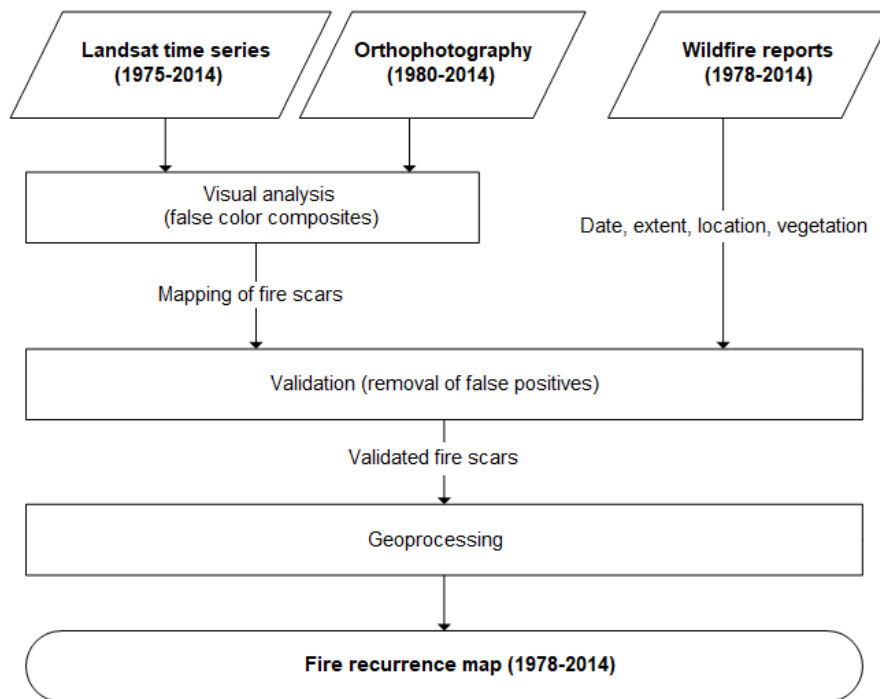 Landsat time series
(1975-2014)
Orthophotography
(1980-2014)
Wildfire reports
(1978-2014)
Visual analysis
(false color composites)
Date, extent, location, vegetation
Mapping of fire scars
Validation (removal of false positives)
Validated fire scars
Geoprocessing
Fire recurrence map (1978-2014)